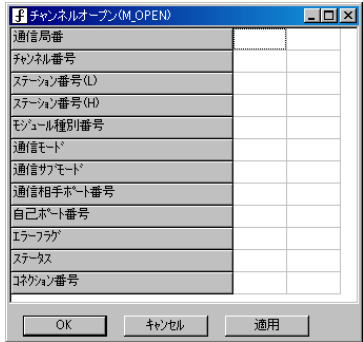 チャンネルオープン(M_OPEN)
通信局番
ﾁｬﾝﾈﾙ番号
ｽﾃｰｼｮﾝ番号(L)
ｽﾃｰｼｮﾝ番号(H)
ﾓｼﾞｭｰﾙ種別番号
通信ﾓｰﾄﾞ
通信ｻﾌﾞﾓｰﾄﾞ
通信相手ﾎﾟｰﾄ番号
自己ﾎﾟｰﾄ番号
ｴﾗｰﾌﾗｸﾞ
ｽﾃｰﾀｽ
ｺﾈｸｼｮﾝ番号
OK ｷｬﾝｾﾙ 適用